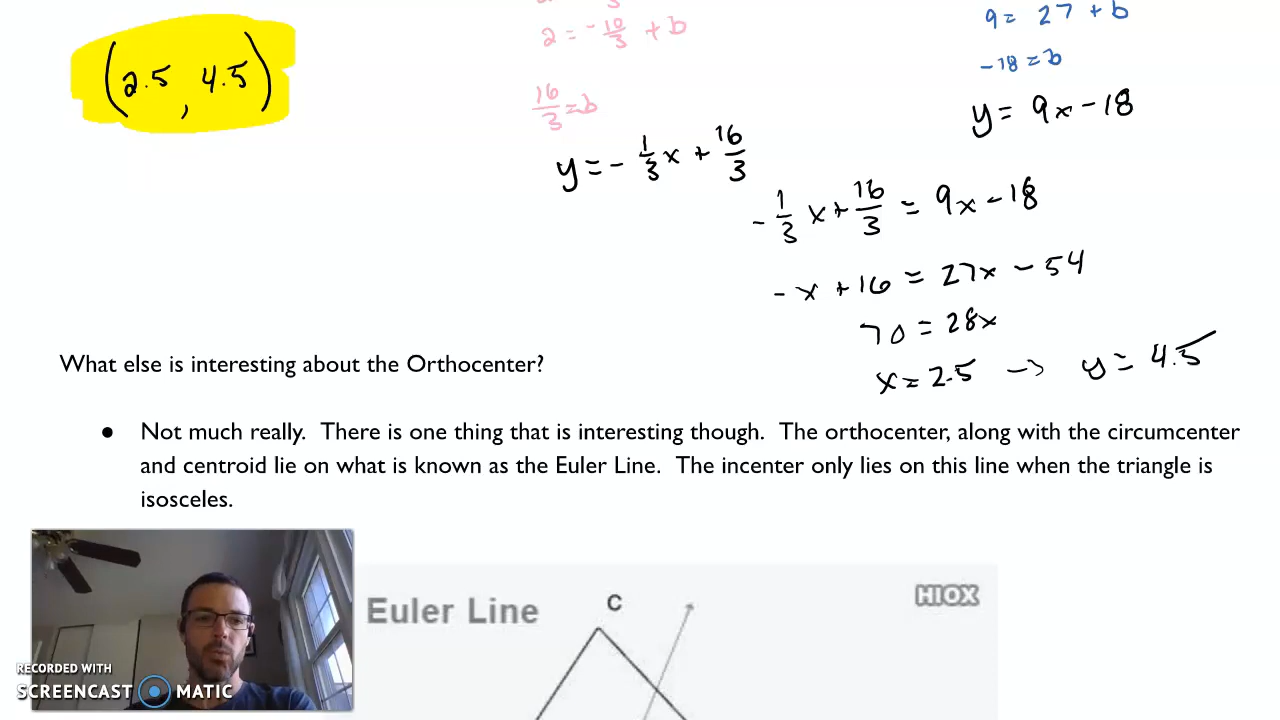 2 = -10/3 + b
9 = 27 + b
(2.5, 4.5)
-18 = b
16/3 = b
y = 9x - 18
y = - 1/3 x + 16/3
- 1/3 x + 16/3 = 9x - 18
- x + 16 = 27x - 54
70 = 28x
What else is interesting about the Orthocenter?
x = 2.5 → y = 4.5
● Not much really. There is one thing that is interesting though. The orthocenter, along with the circumcenter
and centroid lie on what is known as the Euler Line. The incenter only lies on this line when the triangle is
isosceles.
Euler Line
C
HIOX
RECORDED WITH
SCREENCAST MATIC